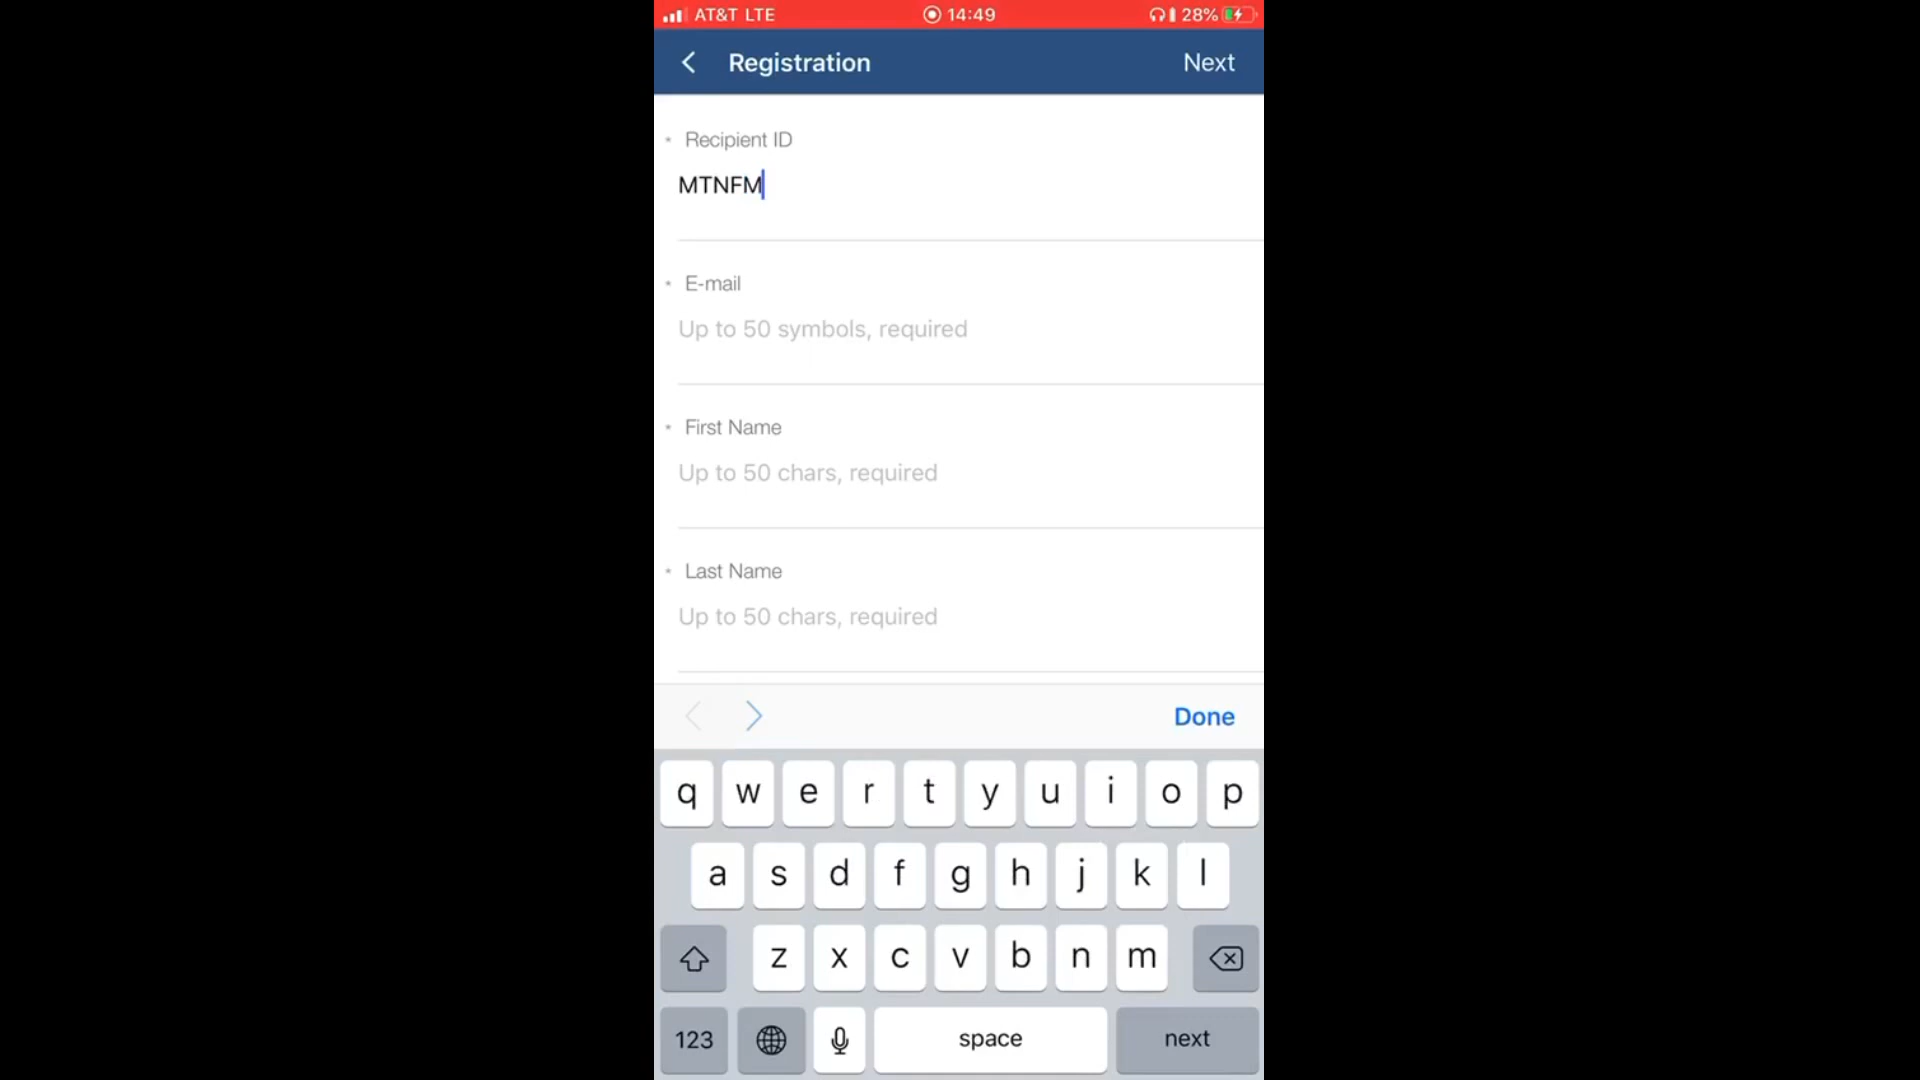 AT&T LTE 14:49 28%
Registration Next
* Recipient ID
MTNFM
* E-mail
Up to 50 symbols, required
* First Name
Up to 50 chars, required
* Last Name
Up to 50 chars, required
Done
q w e r t y u i o p
a s d f g h j k l
z x c v b n m
123 space next